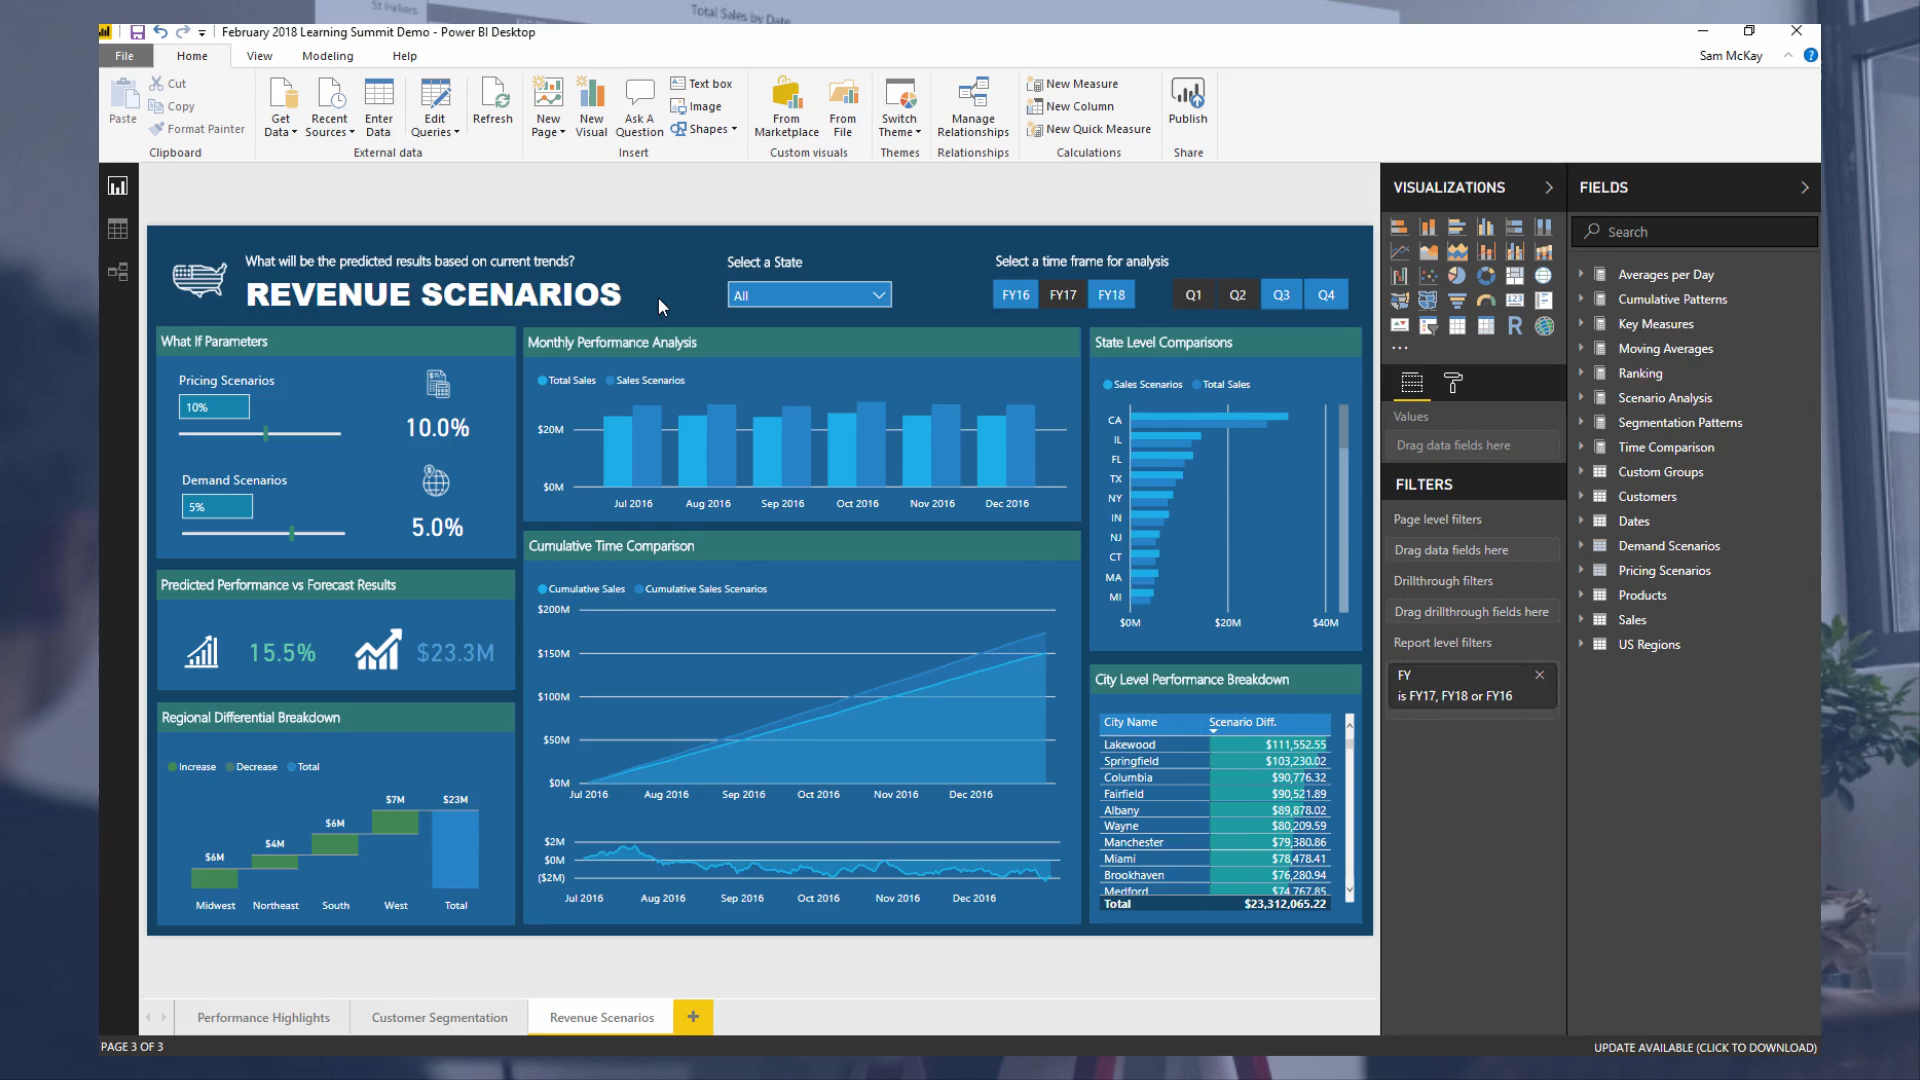 Total Sales by Date
February 2018 Learning Summit Demo - Power BI Desktop
File
Home
View
Modeling
Help
Sam McKay
Paste
Cut
Copy
Format Painter
Clipboard
Get Data
Recent Sources
Enter Data
Edit Queries
Refresh
External data
New Page
New Visual
Ask A Question
Text box
Image
Shapes
Insert
From Marketplace
From File
Custom visuals
Switch Theme
Themes
Manage Relationships
Relationships
New Measure
New Column
New Quick Measure
Calculations
Publish
Share
What will be the predicted results based on current trends?
REVENUE SCENARIOS
Select a State
All
Select a time frame for analysis
FY16 FY17 FY18
Q1 Q2 Q3 Q4
What If Parameters
Pricing Scenarios
10%
10.0%
Demand Scenarios
5%
5.0%
Predicted Performance vs Forecast Results
15.5%
$23.3M
Regional Differential Breakdown
Increase Decrease Total
$6M
$4M
$6M
$7M
$23M
Midwest Northeast South West Total
Monthly Performance Analysis
Total Sales Sales Scenarios
$20M
$0M
Jul 2016 Aug 2016 Sep 2016 Oct 2016 Nov 2016 Dec 2016
Cumulative Time Comparison
Cumulative Sales Cumulative Sales Scenarios
$200M
$150M
$100M
$50M
$0M
Jul 2016 Aug 2016 Sep 2016 Oct 2016 Nov 2016 Dec 2016
$2M
$0M
($2M)
Jul 2016 Aug 2016 Sep 2016 Oct 2016 Nov 2016 Dec 2016
State Level Comparisons
Sales Scenarios Total Sales
CA
IL
FL
TX
NY
IN
NJ
CT
MA
MI
$0M $20M $40M
City Level Performance Breakdown
City Name Scenario Diff.
Lakewood $111,552.55
Springfield $103,230.02
Columbia $90,776.32
Fairfield $90,521.89
Albany $89,878.02
Wayne $80,209.59
Manchester $79,380.86
Miami $78,478.41
Brookhaven $76,280.94
Medford $74,767.85
Total $23,312,065.22
VISUALIZATIONS
123
R
Values
Drag data fields here
FILTERS
Page level filters
Drag data fields here
Drillthrough filters
Drag drillthrough fields here
Report level filters
FY
is FY17, FY18 or FY16
FIELDS
Search
Averages per Day
Cumulative Patterns
Key Measures
Moving Averages
Ranking
Scenario Analysis
Segmentation Patterns
Time Comparison
Custom Groups
Customers
Dates
Demand Scenarios
Pricing Scenarios
Products
Sales
US Regions
Performance Highlights
Customer Segmentation
Revenue Scenarios
PAGE 3 OF 3
UPDATE AVAILABLE (CLICK TO DOWNLOAD)